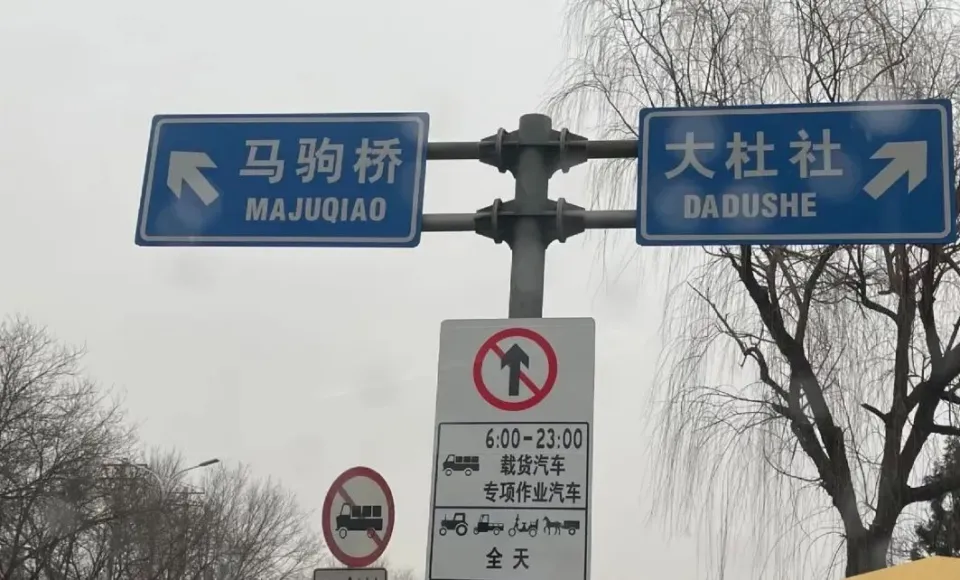 马驹桥
MAJUQIAO
大杜社
DADUSHE
6:00-23:00
载货汽车
专项作业汽车
全天